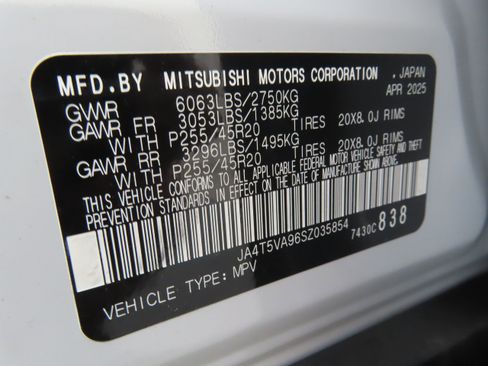 MFD.BY MITSUBISHI MOTORS CORPORATION .JAPAN
GVWR 6063LBS/2750KG APR 2025
GAWR FR 3053LBS/1385KG
WITH P255/45R20 TIRES 20X8.0J RIMS
GAWR RR 3296LBS/1495KG
WITH P255/45R20 TIRES 20X8.0J RIMS
THIS VEHICLE CONFORMS TO ALL APPLICABLE FEDERAL MOTOR VEHICLE SAFETY AND THEFT
PREVENTION STANDARDS IN EFFECT ON THE DATE OF MANUFACTURE SHOWN ABOVE.
JA4T5VA96SZ035854 7430C838
VEHICLE TYPE: MPV